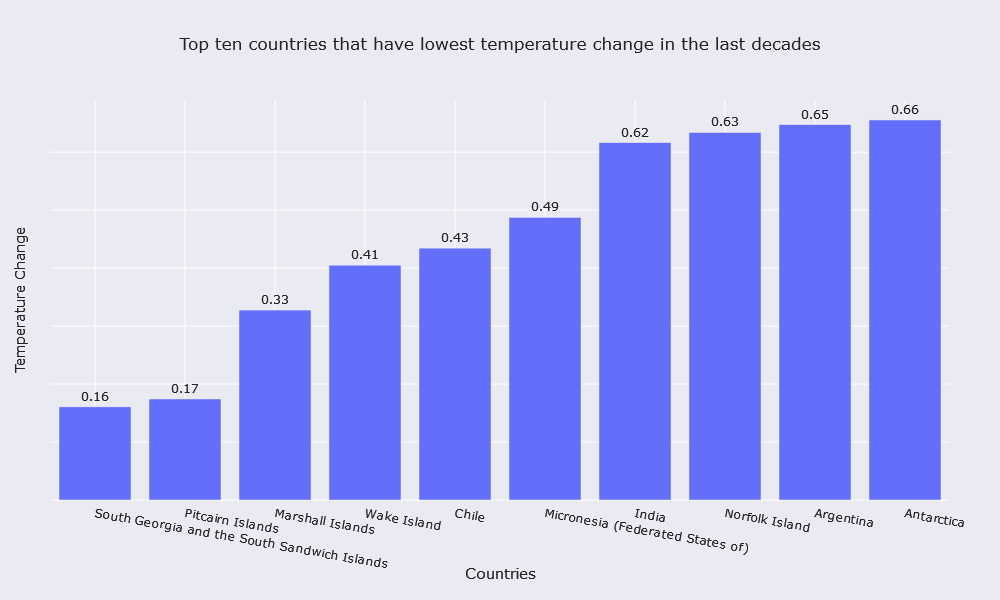 Top ten countries that have lowest temperature change in the last decades
Temperature Change
0.16
0.17
0.33
0.41
0.43
0.49
0.62
0.63
0.65
0.66
South Georgia and the South Sandwich Islands
Pitcairn Islands
Marshall Islands
Wake Island
Chile
Micronesia (Federated States of)
India
Norfolk Island
Argentina
Antarctica
Countries